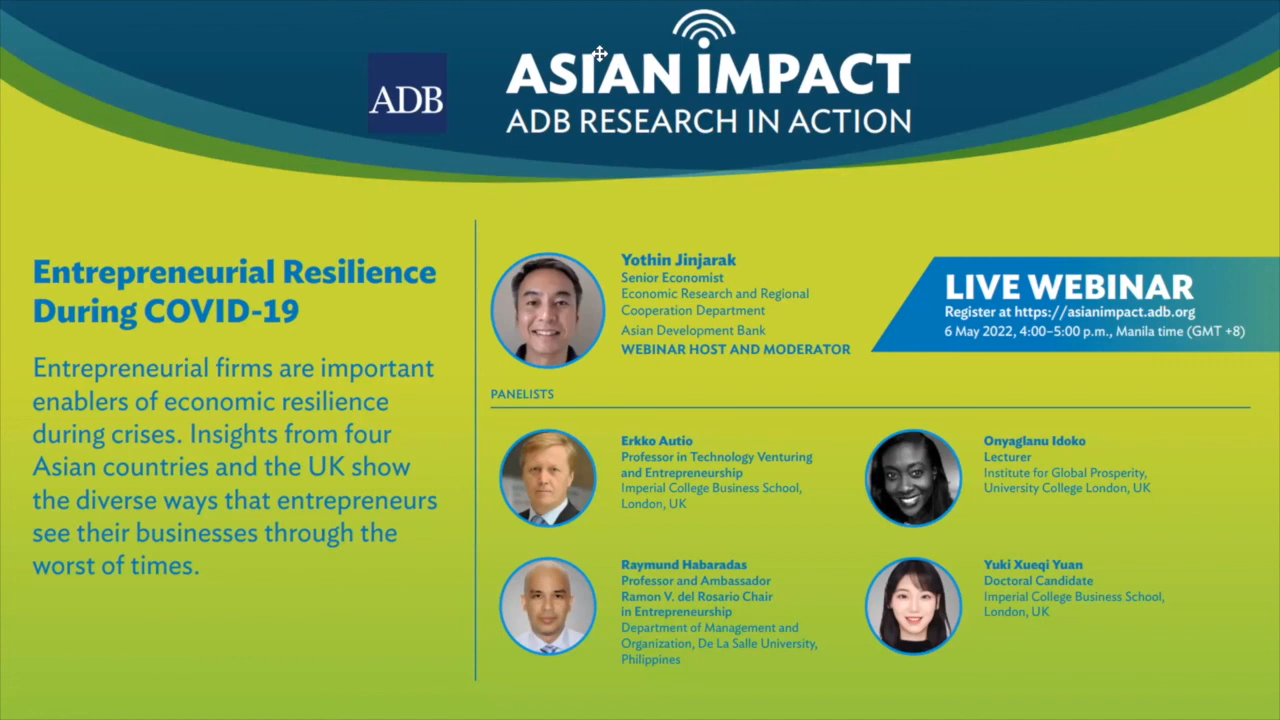 ADB
ASIAN IMPACT
ADB RESEARCH IN ACTION
Entrepreneurial Resilience
During COVID-19
Entrepreneurial firms are important
enablers of economic resilience
during crises. Insights from four
Asian countries and the UK show
the diverse ways that entrepreneurs
see their businesses through the
worst of times.
Yothin Jinjarak
Senior Economist
Economic Research and Regional
Cooperation Department
Asian Development Bank
WEBINAR HOST AND MODERATOR
LIVE WEBINAR
Register at https://asianimpact.adb.org
6 May 2022, 4:00–5:00 p.m., Manila time (GMT +8)
PANELISTS
Erkko Autio
Professor in Technology Venturing
and Entrepreneurship
Imperial College Business School,
London, UK
Onyaglanu Idoko
Lecturer
Institute for Global Prosperity,
University College London, UK
Raymund Habaradas
Professor and Ambassador
Ramon V. del Rosario Chair
in Entrepreneurship
Department of Management and
Organization, De La Salle University,
Philippines
Yuki Xueqi Yuan
Doctoral Candidate
Imperial College Business School,
London, UK